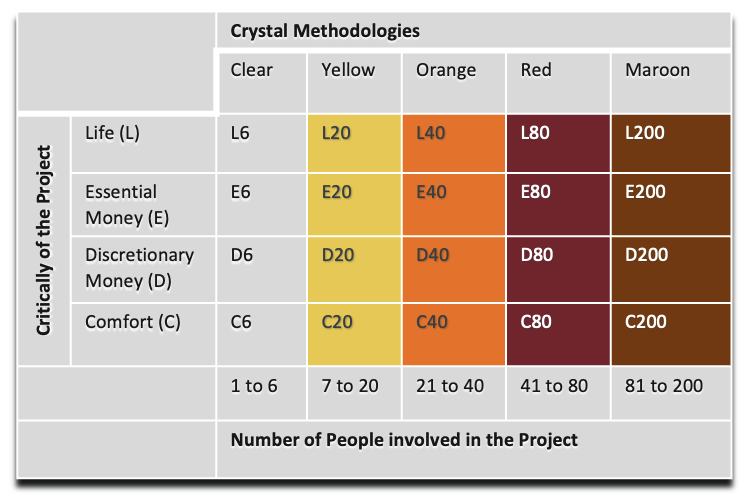 Crystal Methodologies
Clear Yellow Orange Red Maroon
Critically of the Project
Life (L) L6 L20 L40 L80 L200
Essential
Money (E) E6 E20 E40 E80 E200
Discretionary
Money (D) D6 D20 D40 D80 D200
Comfort (C) C6 C20 C40 C80 C200
1 to 6 7 to 20 21 to 40 41 to 80 81 to 200
Number of People involved in the Project